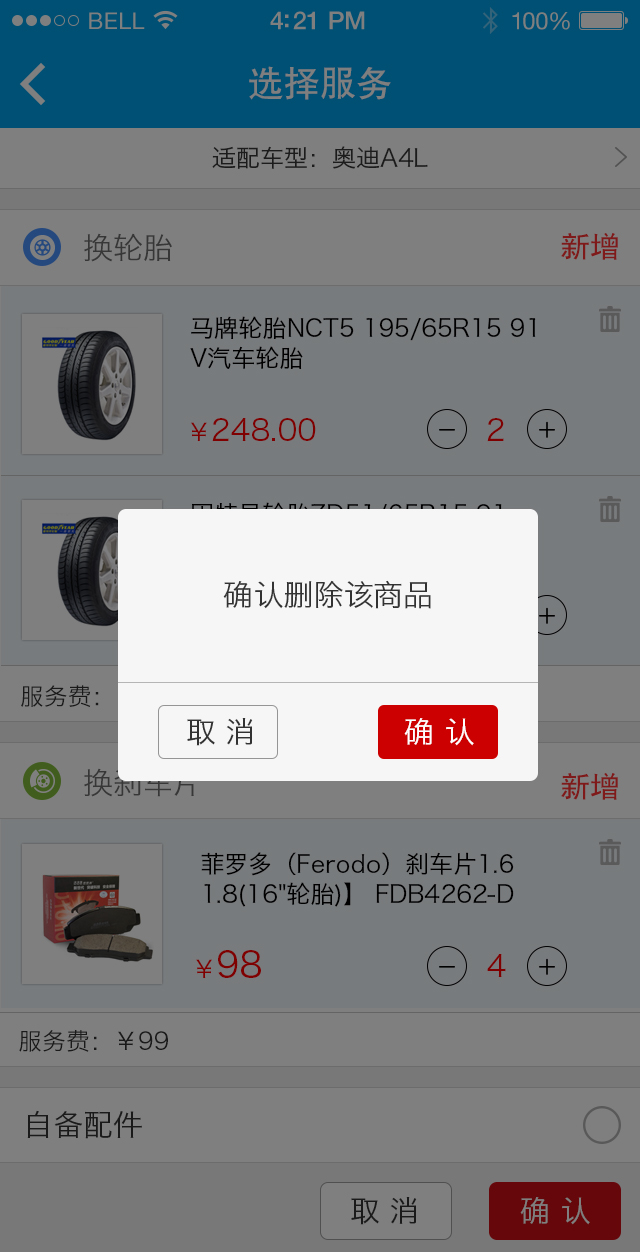 BELL 4:21 PM 100%
选择服务
适配车型：奥迪A4L
换轮胎 新增
GOODYEAR
马牌轮胎NCT5 195/65R15 91
V汽车轮胎
¥248.00 2
GOODYEAR
服务费：
确认删除该商品
取 消 确 认
换刹车片 新增
菲罗多（Ferodo）刹车片1.6
1.8(16"轮胎)】 FDB4262-D
¥98 4
服务费：￥99
自备配件
取 消 确 认